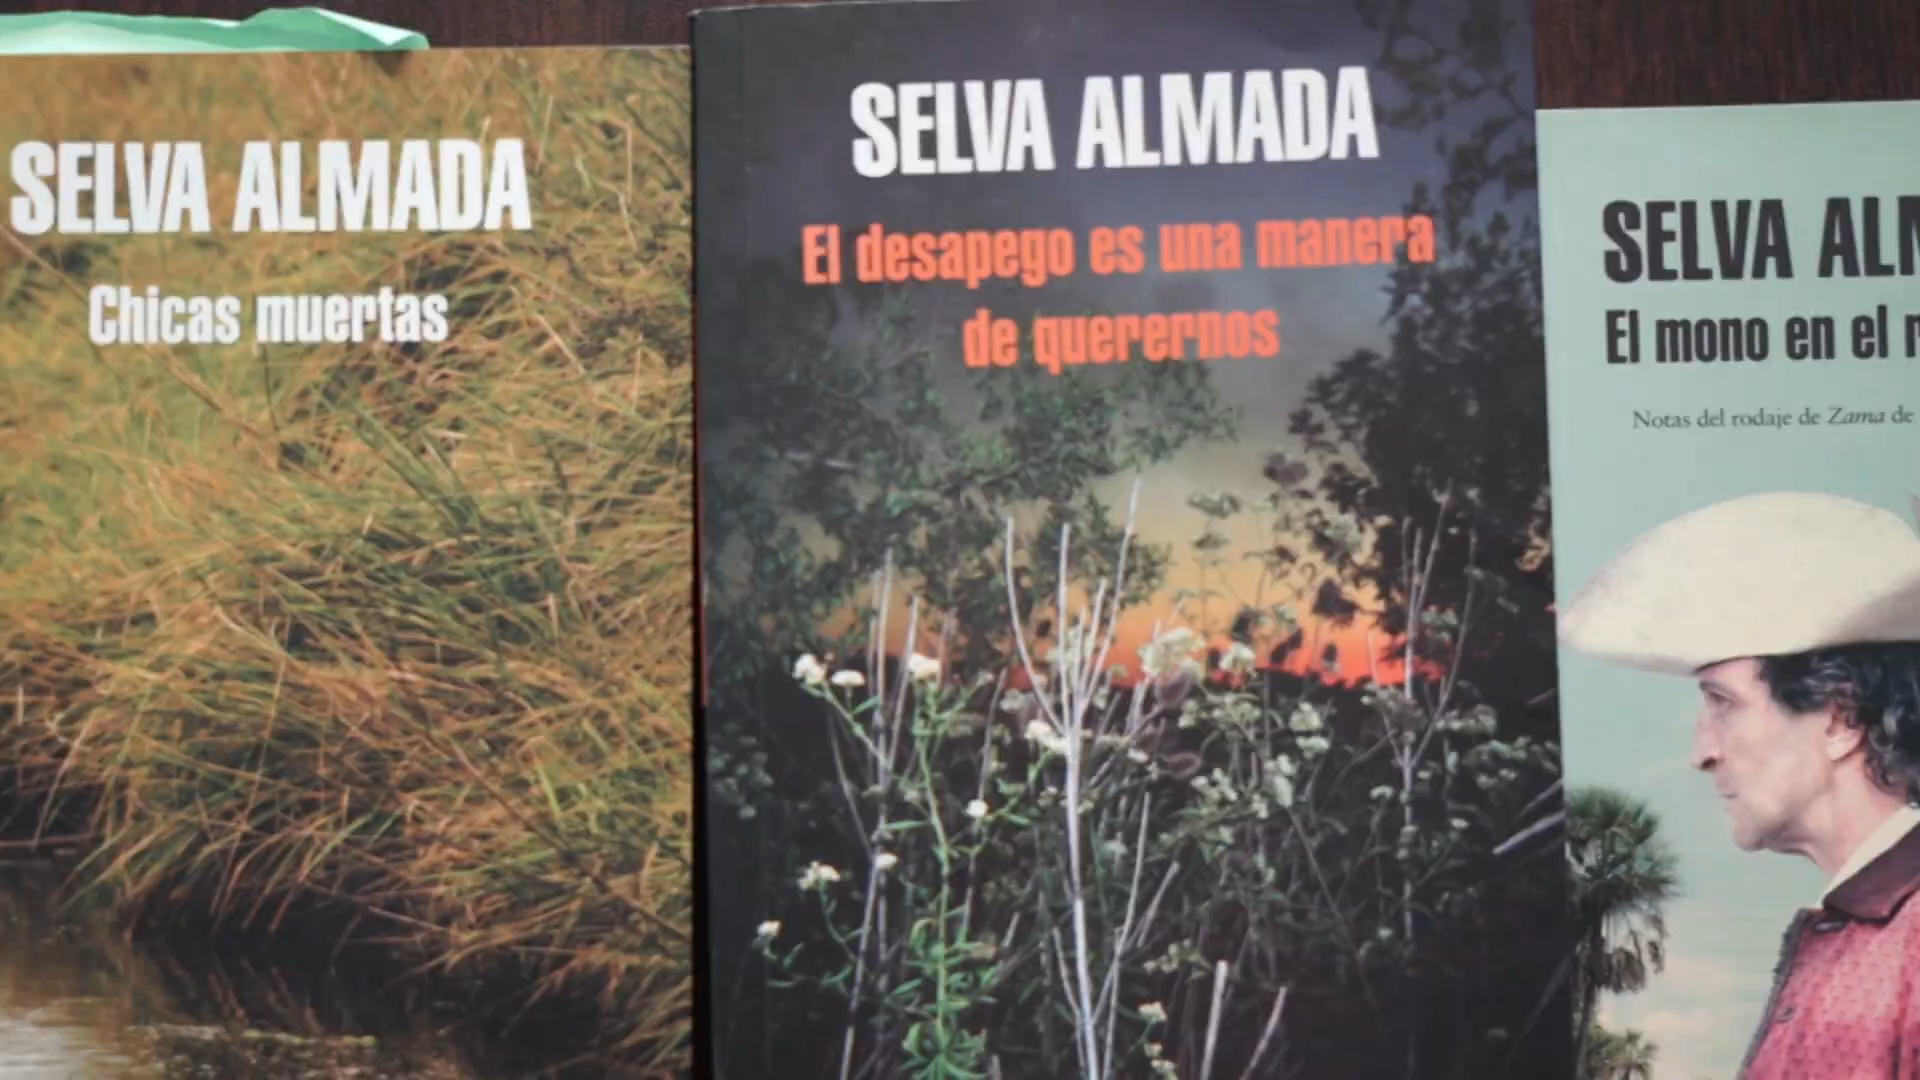 SELVA ALMADA
Chicas muertas
SELVA ALMADA
El desapego es una manera
de querernos
SELVA
El mono en el
Notas del rodaje de Zama de